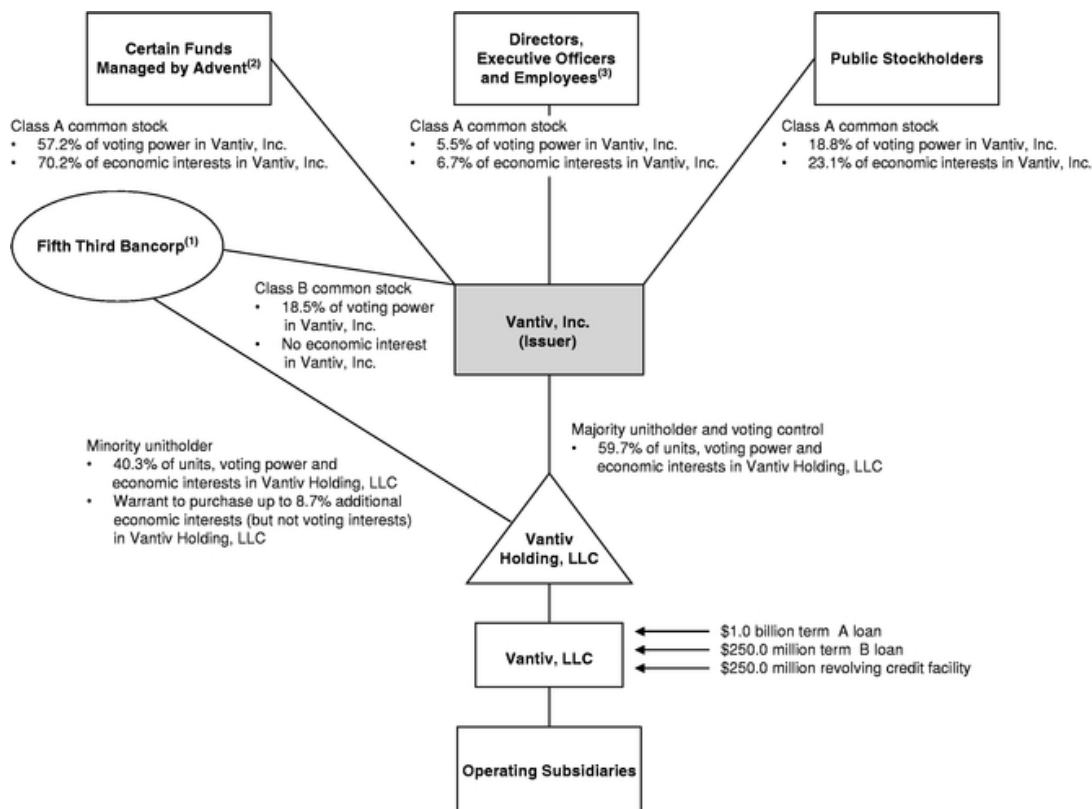 Certain Funds
Managed by Advent(2)
Directors,
Executive Officers
and Employees(3)
Public Stockholders
Class A common stock
• 57.2% of voting power in Vantiv, Inc.
• 70.2% of economic interests in Vantiv, Inc.
Class A common stock
• 5.5% of voting power in Vantiv, Inc.
• 6.7% of economic interests in Vantiv, Inc.
Class A common stock
• 18.8% of voting power in Vantiv, Inc.
• 23.1% of economic interests in Vantiv, Inc.
Fifth Third Bancorp(1)
Class B common stock
• 18.5% of voting power
in Vantiv, Inc.
• No economic interest
in Vantiv, Inc.
Vantiv, Inc.
(Issuer)
Minority unitholder
• 40.3% of units, voting power and
economic interests in Vantiv Holding, LLC
• Warrant to purchase up to 8.7% additional
economic interests (but not voting interests)
in Vantiv Holding, LLC
Majority unitholder and voting control
• 59.7% of units, voting power and
economic interests in Vantiv Holding, LLC
Vantiv
Holding, LLC
Vantiv, LLC
$1.0 billion term A loan
$250.0 million term B loan
$250.0 million revolving credit facility
Operating Subsidiaries